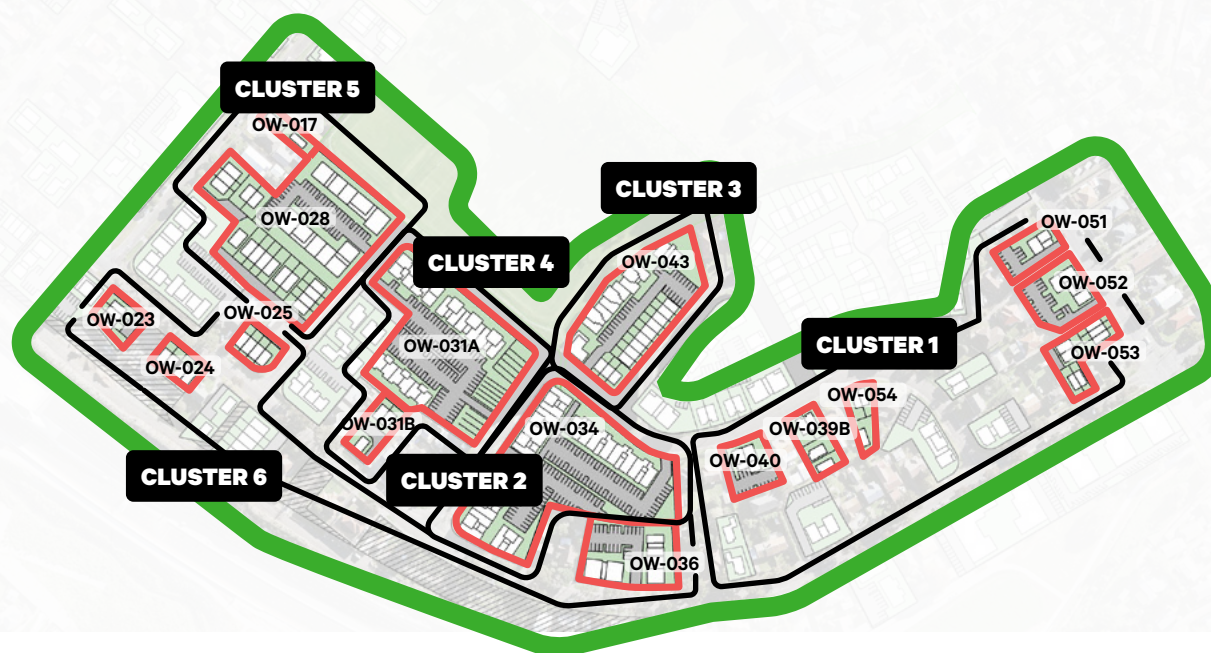 CLUSTER 5
OW-017
CLUSTER 3
OW-028
OW-051
CLUSTER 4
OW-043
OW-052
OW-025
OW-023
CLUSTER 1
OW-031A
OW-053
OW-024
OW-054
OW-031B
OW-034
OW-039B
OW-040
CLUSTER 6
CLUSTER 2
OW-036